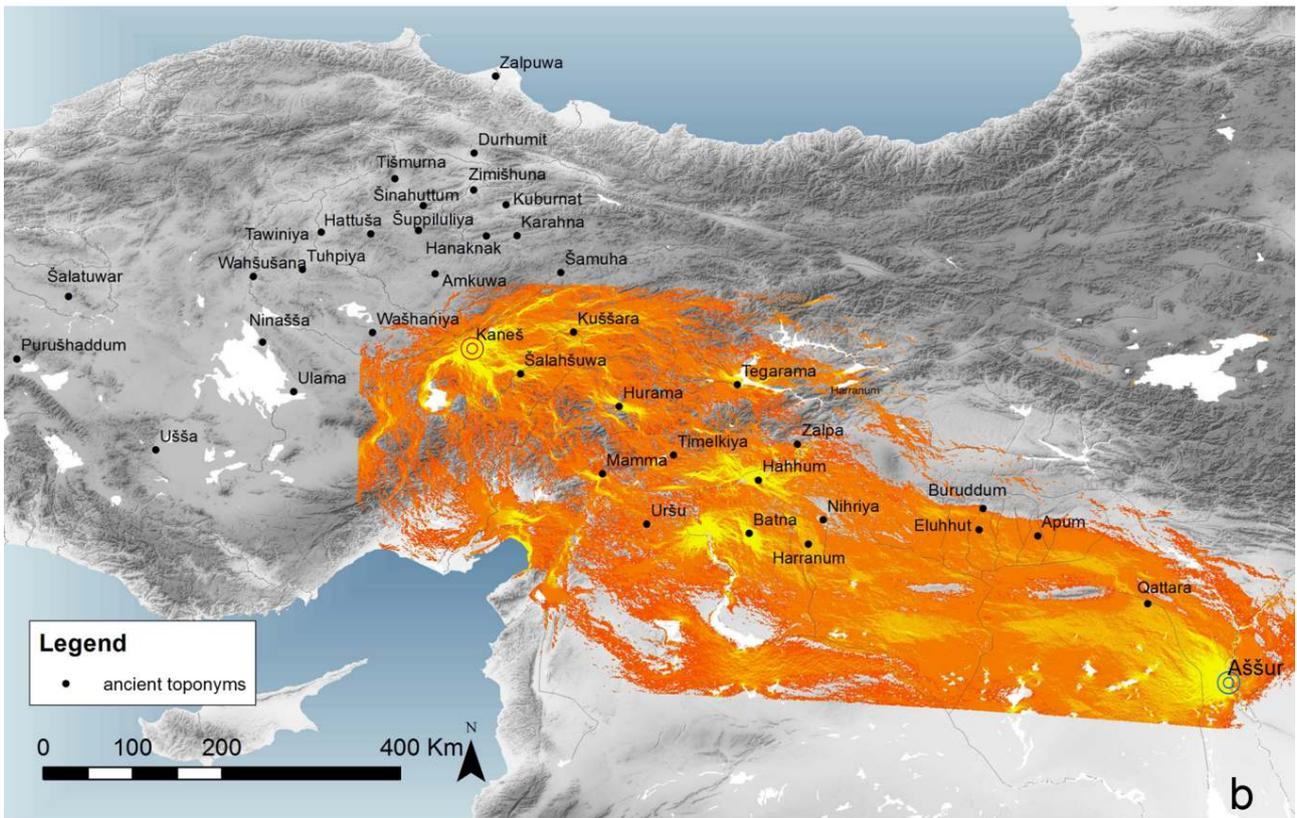 Zalpuwa
Durhumit
Tišmurna
Zimišhuna
Šinahuttum
Kuburnat
Hattuša
Šuppiluliya
Karahna
Tawiniya
Hanaknak
Tuhpiya
Wahšušana
Šamuha
Šalatuwar
Amkuwa
Ninašša
Wašhaniya
Kuššara
Kaneš
Purušhaddum
Šalahšuwa
Tegarama
Ulama
Hurama
Harranum
Zalpa
Ušša
Timelkiya
Mamma
Hahhum
Buruddum
Nihriya
Uršu
Batna
Eluhhut
Apum
Harranum
Qattara
Legend
Aššur
ancient toponyms
N
0 100 200 400 Km
b